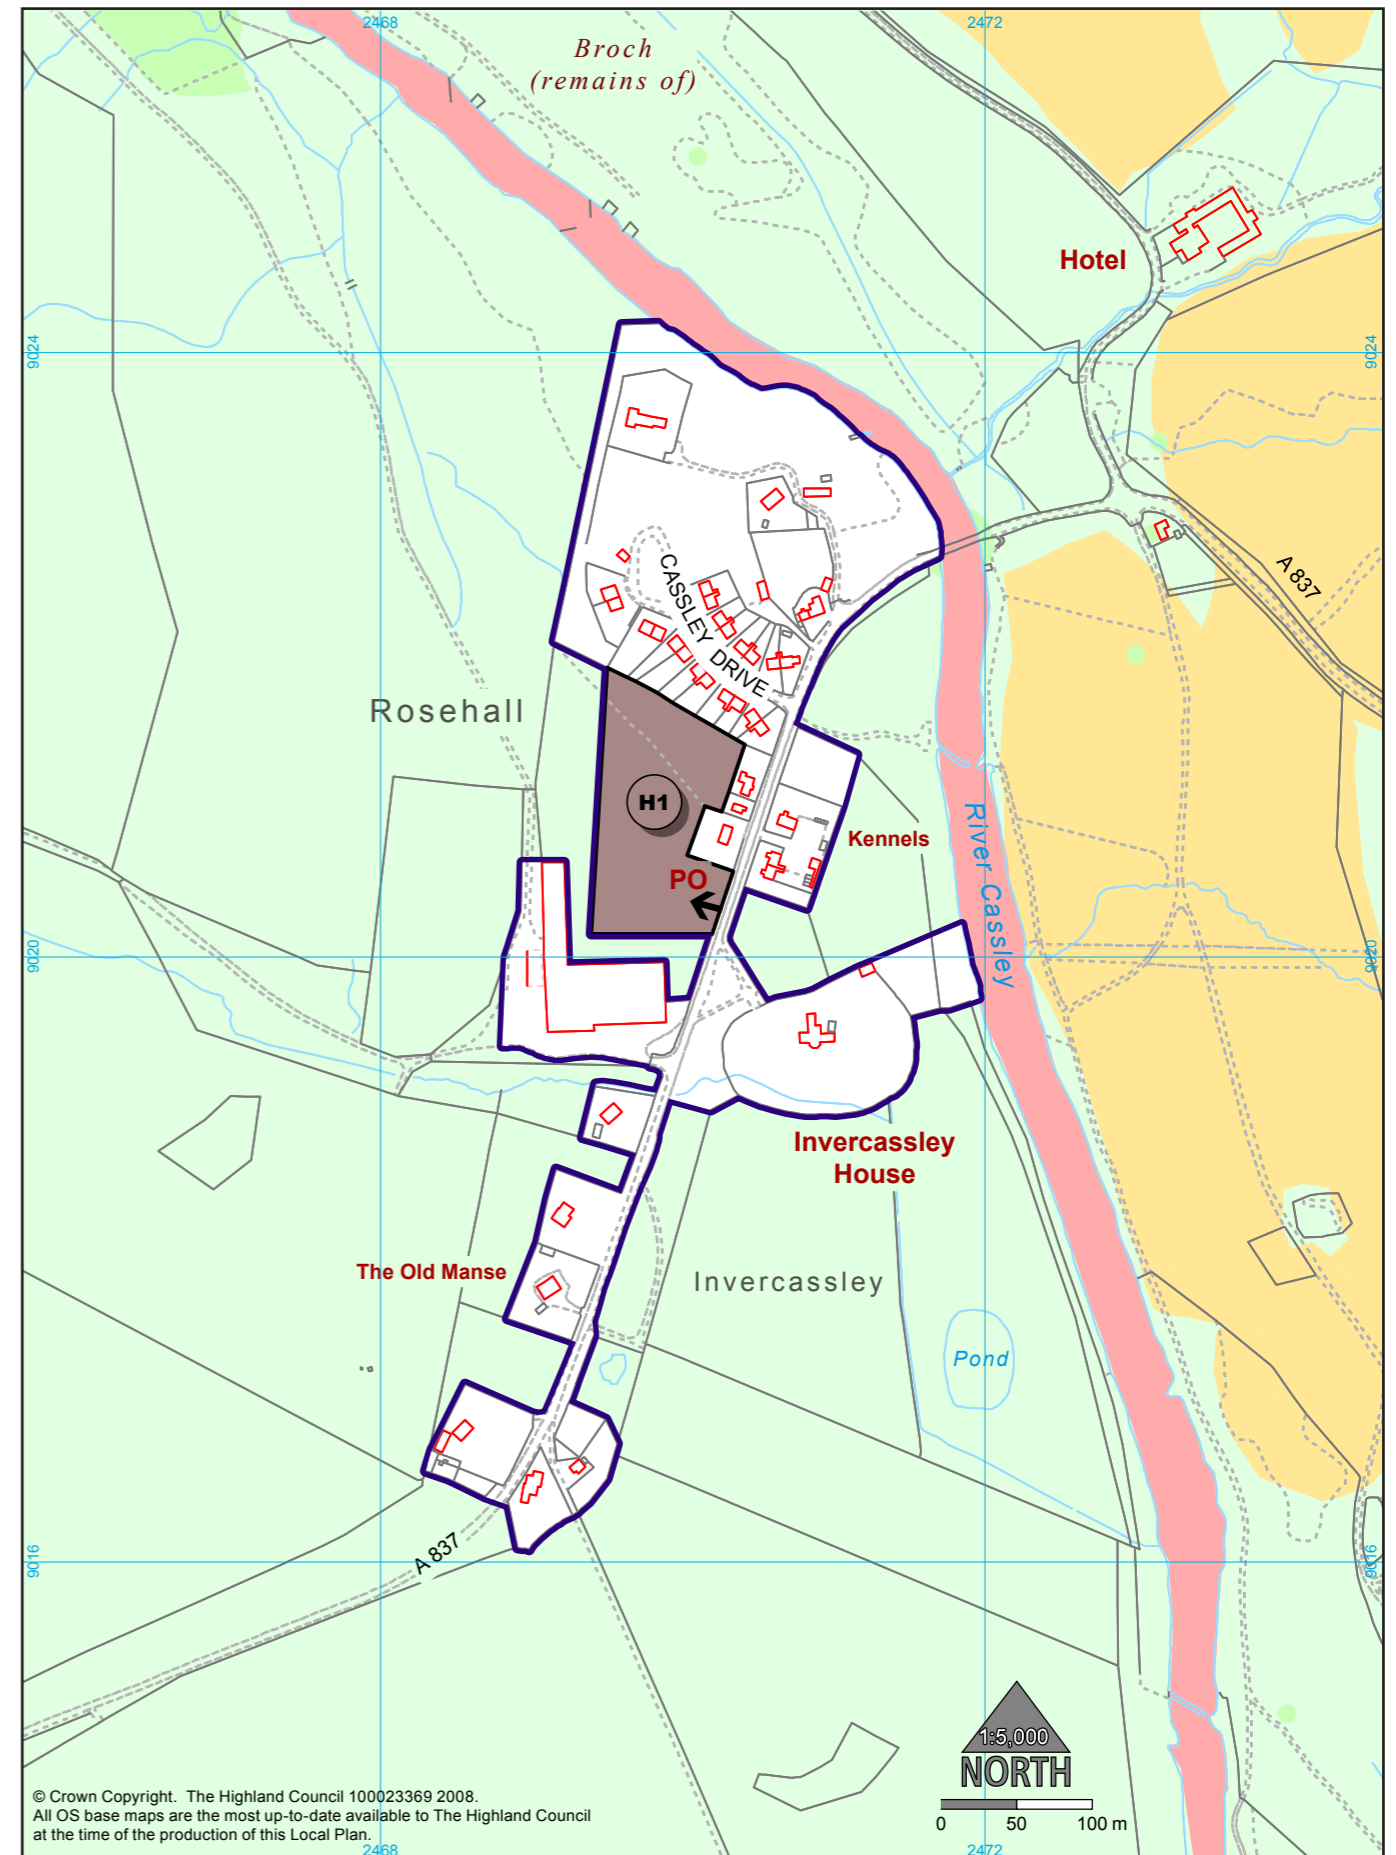 2468
2472
Broch
(remains of)
Hotel
9024
9024
CASSLEY DRIVE
A 837
Rosehall
H1
Kennels
River Cassley
PO
9020
9020
Invercassley
House
The Old Manse
Invercassley
Pond
A 837
9016
9016
1:5,000
NORTH
0 50 100 m
© Crown Copyright. The Highland Council 100023369 2008.
All OS base maps are the most up-to-date available to The Highland Council
at the time of the production of this Local Plan.
2468
2472